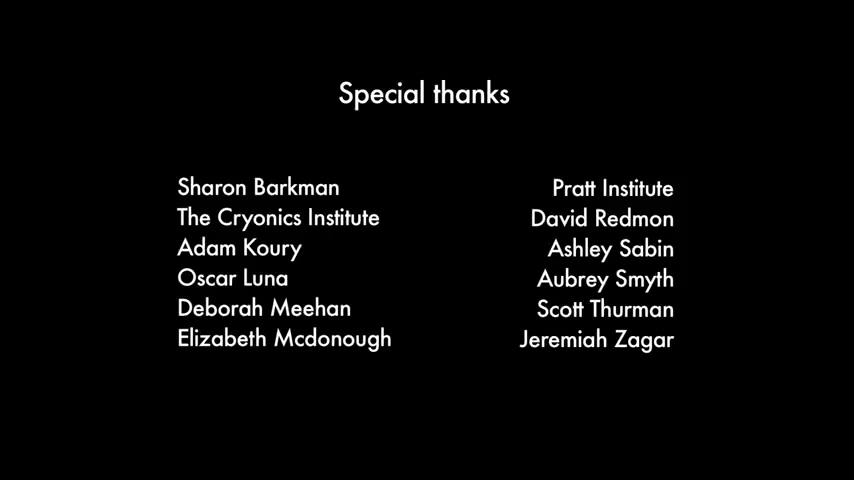 Special thanks
Sharon Barkman
The Cryonics Institute
Adam Koury
Oscar Luna
Deborah Meehan
Elizabeth Mcdonough
Pratt Institute
David Redmon
Ashley Sabin
Aubrey Smyth
Scott Thurman
Jeremiah Zagar